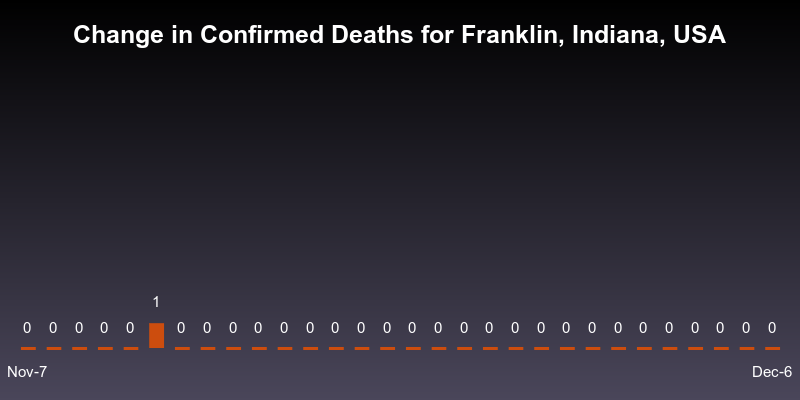 Change in Confirmed Deaths for Franklin, Indiana, USA
1
0 0 0 0 0 0 0 0 0 0 0 0 0 0 0 0 0 0 0 0 0 0 0 0 0 0 0 0 0
Nov-7 Dec-6